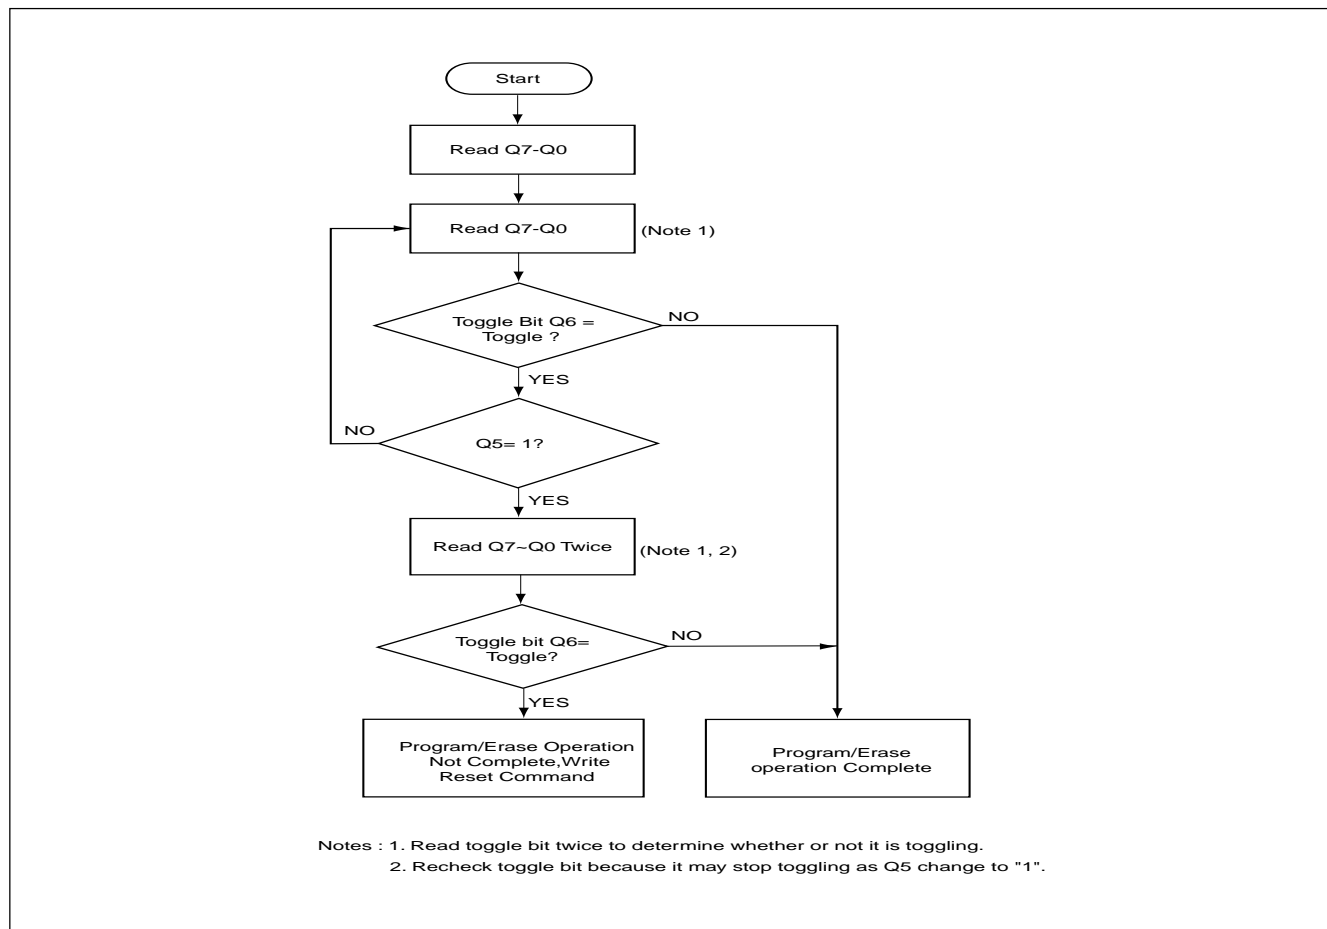 Start
Read Q7-Q0
Read Q7-Q0
(Note 1)
Toggle Bit Q6 =
Toggle ?
NO
YES
NO
Q5= 1?
YES
Read Q7~Q0 Twice
(Note 1, 2)
Toggle bit Q6=
Toggle?
NO
YES
Program/Erase Operation
Not Complete,Write
Reset Command
Program/Erase
operation Complete
Notes : 1. Read toggle bit twice to determine whether or not it is toggling.
2. Recheck toggle bit because it may stop toggling as Q5 change to "1".